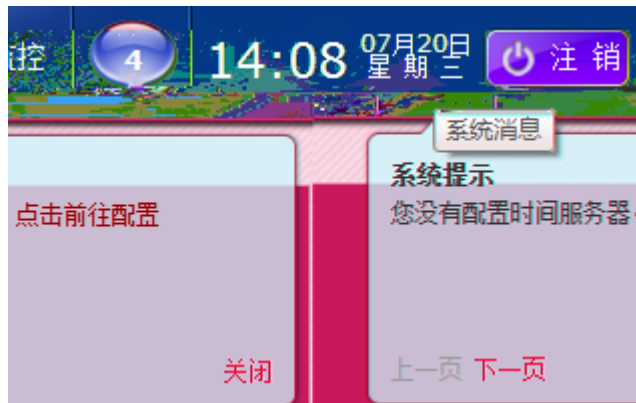 控 4 14:08 07月20日 注 销
星 期 三
系统消息
系统提示
点击前往配置
您没有配置时间服务器
关闭
上一页 下一页